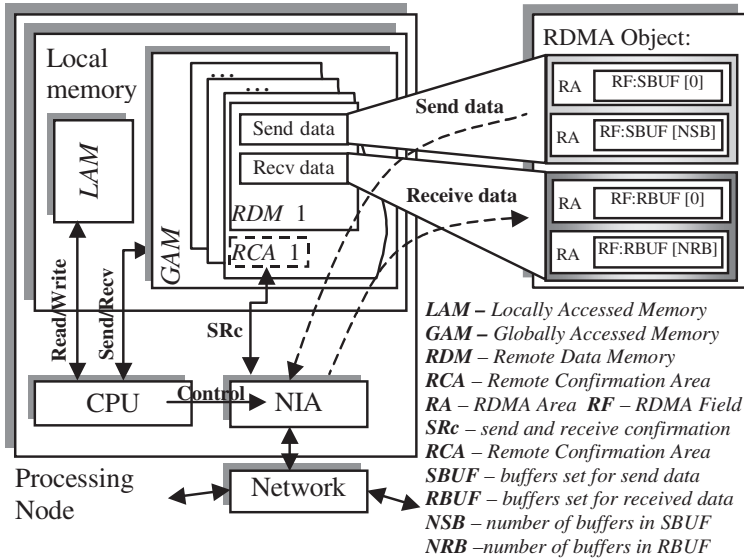 Local
memory
LAM
GAM
...
...
Send data
Recv data
RDM 1
RCA 1
Read/Write
Send/Recv
SRc
CPU
Control
NIA
Network
Processing
Node
Send data
Receive data
RDMA Object:
RA RF:SBUF [0]
RA RF:SBUF [NSB]
RA RF:RBUF [0]
RA RF:RBUF [NRB]
LAM – Locally Accessed Memory
GAM – Globally Accessed Memory
RDM – Remote Data Memory
RCA – Remote Confirmation Area
RA – RDMA Area RF – RDMA Field
SRc – send and receive confirmation
RCA – Remote Confirmation Area
SBUF – buffers set for send data
RBUF – buffers set for received data
NSB – number of buffers in SBUF
NRB –number of buffers in RBUF